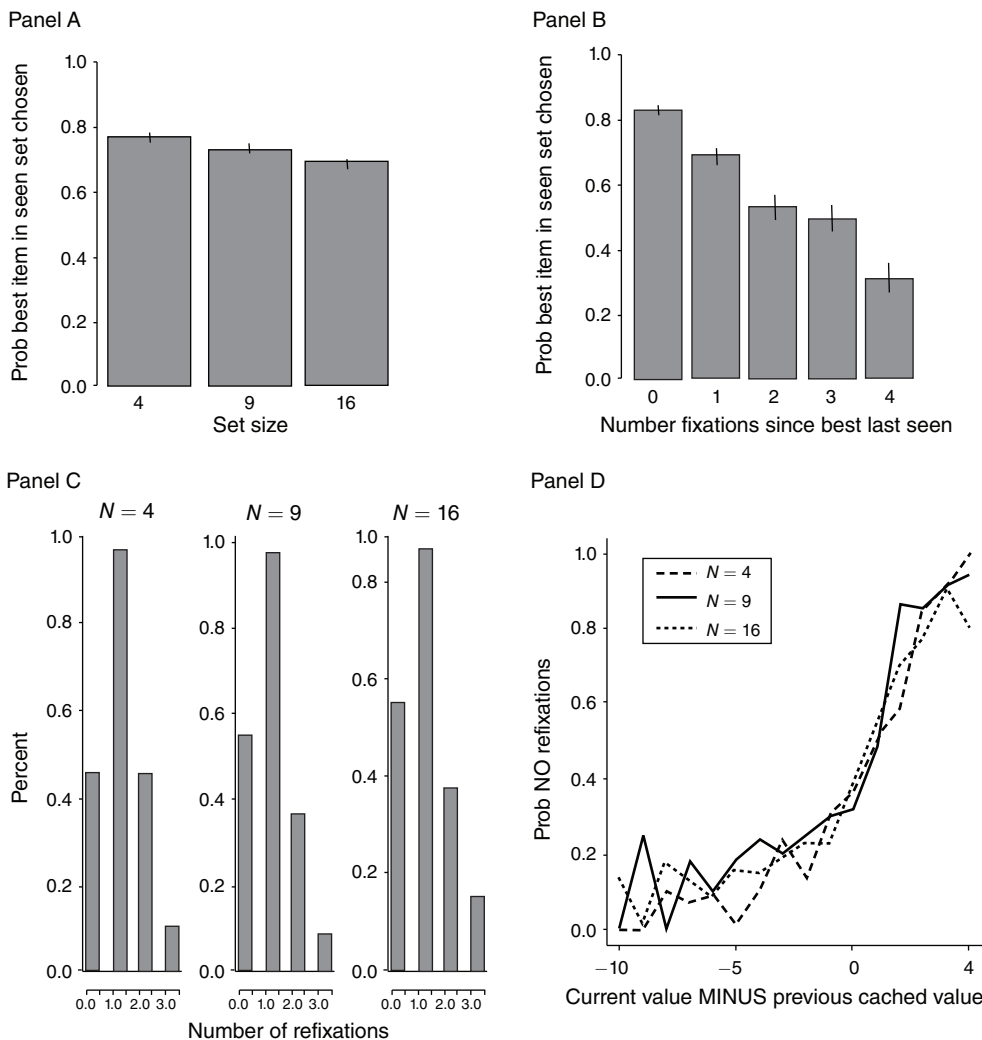 Panel A
Prob best item in seen set chosen
1.0
0.8
0.6
0.4
0.2
0.0
4 9 16
Set size
Panel B
Prob best item in seen set chosen
1.0
0.8
0.6
0.4
0.2
0.0
0 1 2 3 4
Number fixations since best last seen
Panel C
Percent
N = 4
1.0
0.8
0.6
0.4
0.2
0.0
0.0 1.0 2.0 3.0
N = 9
1.0
0.8
0.6
0.4
0.2
0.0
0.0 1.0 2.0 3.0
N = 16
1.0
0.8
0.6
0.4
0.2
0.0
0.0 1.0 2.0 3.0
Number of refixations
Panel D
Prob NO refixations
1.0
0.8
0.6
0.4
0.2
0.0
N = 4
N = 9
N = 16
−10 −5 0 4
Current value MINUS previous cached value